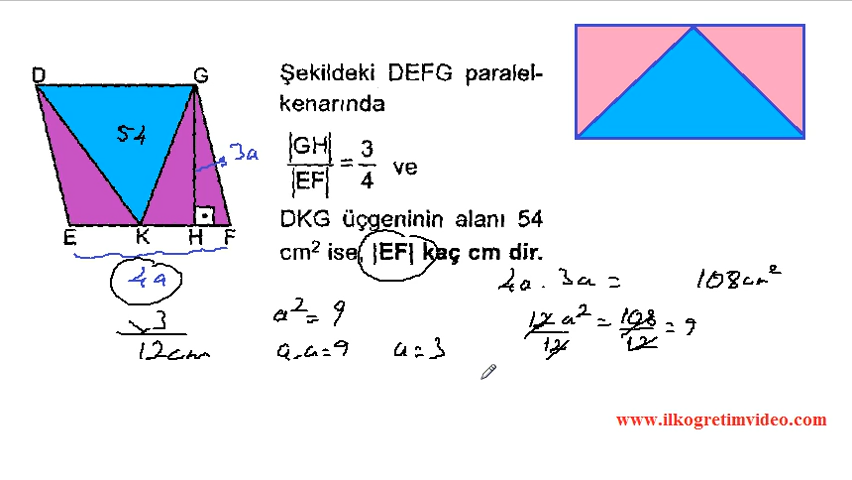 D
G
54
3a
E
K
H
F
4a
x 3
12cm
Şekildeki DEFG paralel-
kenarında
|GH|
|EF|
= 3
4
ve
DKG üçgeninin alanı 54
cm² ise, |EF| kaç cm dir.
4a . 3a = 108cm²
12a² = 108 = 9
12
12
a² = 9
a.a=9
a=3
www.ilkogretimvideo.com